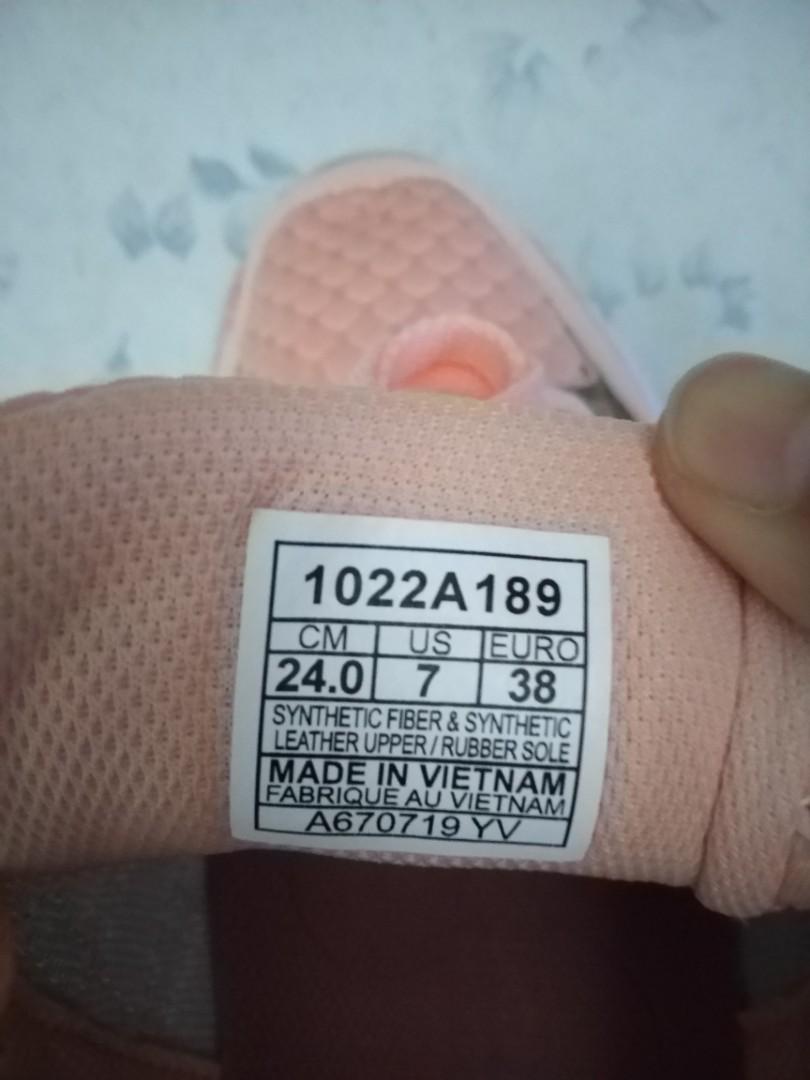 1022A189
CM US EURO
24.0 7 38
SYNTHETIC FIBER & SYNTHETIC
LEATHER UPPER / RUBBER SOLE
MADE IN VIETNAM
FABRIQUE AU VIETNAM
A670719 YV